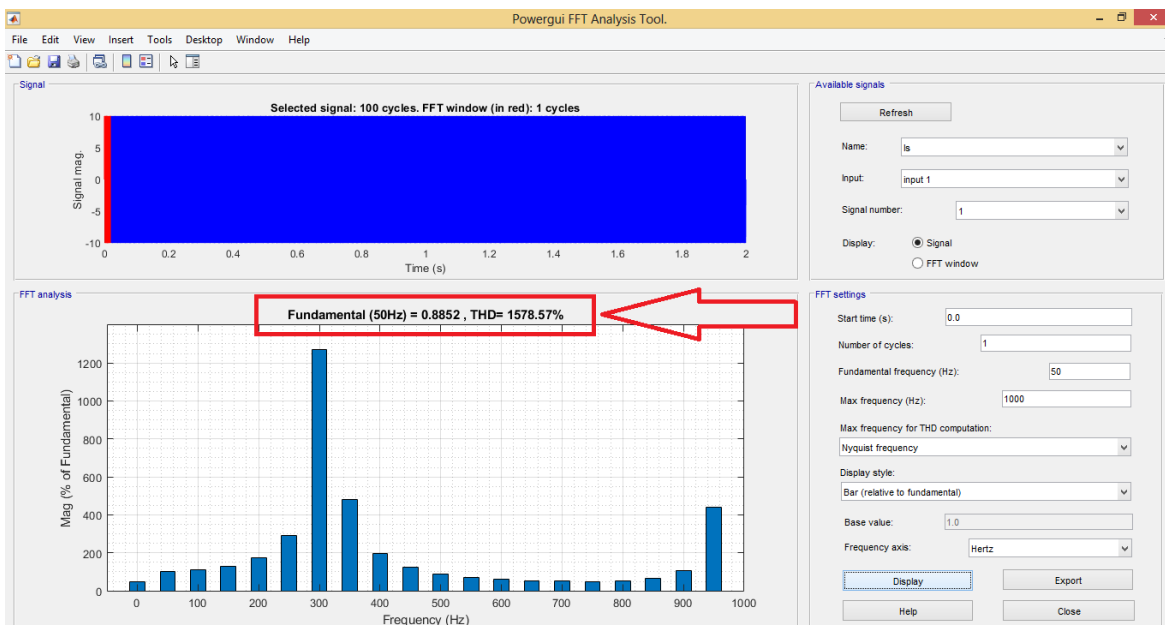 Powergui FFT Analysis Tool.
File Edit View Insert Tools Desktop Window Help
Signal
Selected signal: 100 cycles. FFT window (in red): 1 cycles
10
5
0
-5
-10
Signal mag.
0 0.2 0.4 0.6 0.8 1 1.2 1.4 1.6 1.8 2
Time (s)
FFT analysis
Fundamental (50Hz) = 0.8852 , THD= 1578.57%
1200
1000
800
600
400
200
0
Mag (% of Fundamental)
0 100 200 300 400 500 600 700 800 900 1000
Frequency (Hz)
Available signals
Refresh
Name: Is
Input: input 1
Signal number: 1
Display: Signal
FFT window
FFT settings
Start time (s): 0.0
Number of cycles: 1
Fundamental frequency (Hz): 50
Max frequency (Hz): 1000
Max frequency for THD computation:
Nyquist frequency
Display style:
Bar (relative to fundamental)
Base value: 1.0
Frequency axis: Hertz
Display Export
Help Close